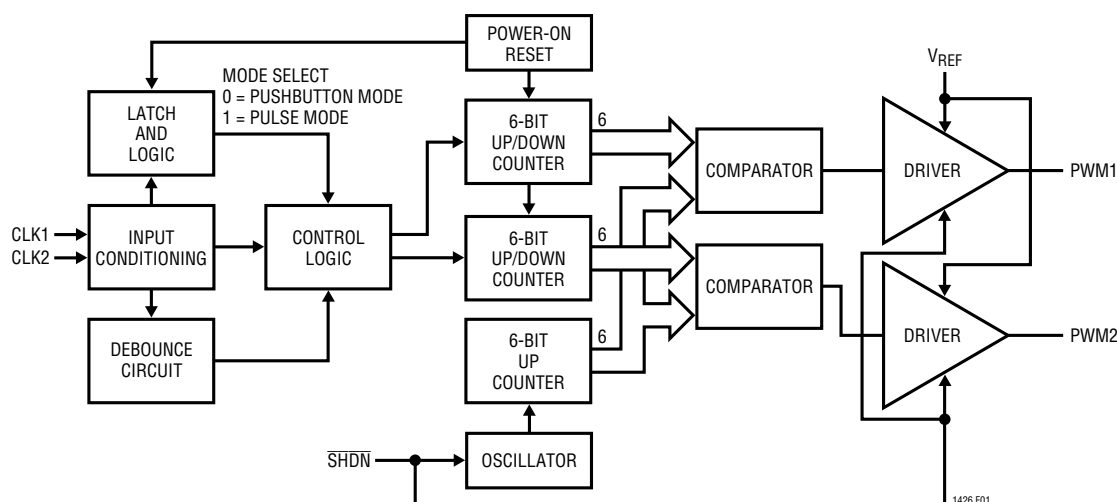 POWER-ON
RESET
V_REF
MODE SELECT
0 = PUSHBUTTON MODE
1 = PULSE MODE
LATCH
AND
LOGIC
6-BIT
UP/DOWN
COUNTER
6
COMPARATOR
DRIVER
PWM1
CLK1
CLK2
INPUT
CONDITIONING
CONTROL
LOGIC
6-BIT
UP/DOWN
COUNTER
6
COMPARATOR
DRIVER
PWM2
DEBOUNCE
CIRCUIT
6-BIT
UP
COUNTER
6
S̅H̅D̅N̅
OSCILLATOR
1426 F01